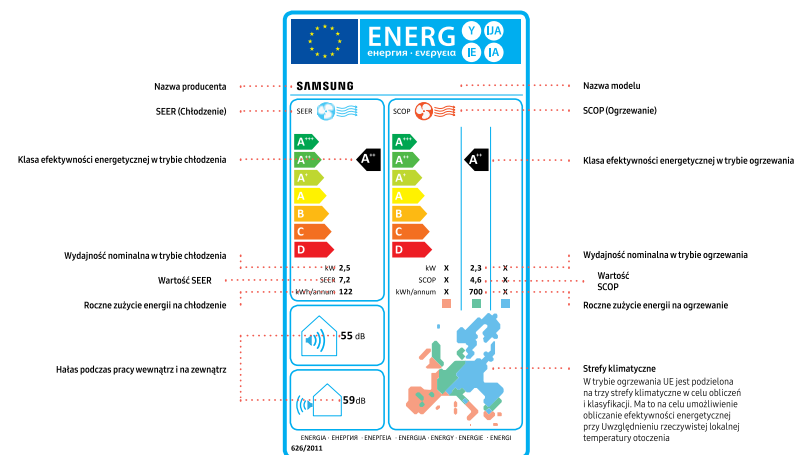 ENERG Y IJA
енергия · ενεργεια IE IA
Nazwa producenta
SAMSUNG
Nazwa modelu
SEER (Chłodzenie)
SEER
SCOP
SCOP (Ogrzewanie)
A+++
A++
A+
A
B
C
D
A++
A+++
A++
A+
A
B
C
D
A++
Klasa efektywności energetycznej w trybie chłodzenia
Klasa efektywności energetycznej w trybie ogrzewania
Wydajność nominalna w trybie chłodzenia
kW 2,5
kW X 2,3 X
Wydajność nominalna w trybie ogrzewania
Wartość SEER
SEER 7,2
SCOP X 4,6 X
Wartość
SCOP
kWh/annum 122
kWh/annum X 700 X
Roczne zużycie energii na chłodzenie
Roczne zużycie energii na ogrzewanie
55 dB
Hałas podczas pracy wewnątrz i na zewnątrz
59 dB
Strefy klimatyczne
W trybie ogrzewania UE jest podzielona
na trzy strefy klimatyczne w celu obliczeń
i klasyfikacji. Ma to na celu umożliwienie
obliczanie efektywności energetycznej
przy Uwzględnieniu rzeczywistej lokalnej
temperatury otoczenia
ENERGIA · ЕНЕРГИЯ · ΕΝΕΡΓΕΙΑ · ENERGIJA · ENERGY · ENERGIE · ENERGI
626/2011